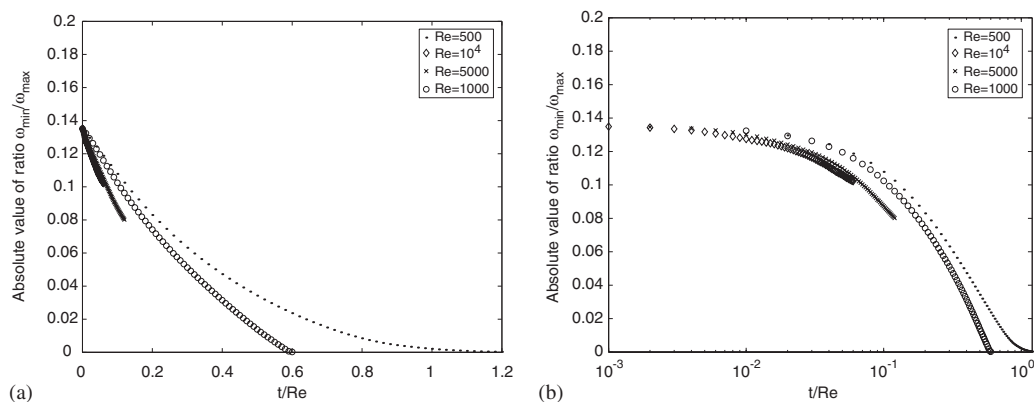 0.2
0.18
0.16
0.14
0.12
0.1
0.08
0.06
0.04
0.02
0
Absolute value of ratio ω_min/ω_max
Re=500
Re=10^4
Re=5000
Re=1000
0 0.2 0.4 0.6 0.8 1 1.2
t/Re
(a)
0.2
0.18
0.16
0.14
0.12
0.1
0.08
0.06
0.04
0.02
0
Absolute value of ratio ω_min/ω_max
Re=500
Re=10^4
Re=5000
Re=1000
10^-3 10^-2 10^-1 10^0
t/Re
(b)